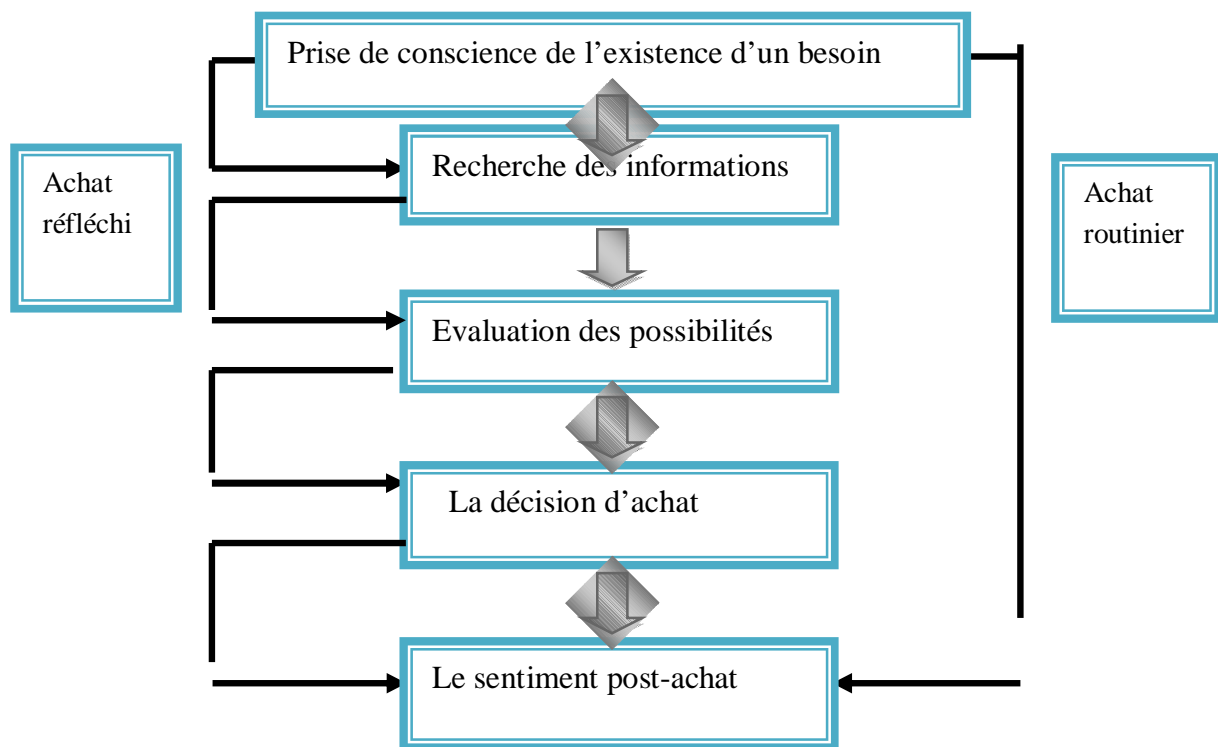 Prise de conscience de l’existence d’un besoin
Achat
réfléchi
Recherche des informations
Achat
routinier
Evaluation des possibilités
La décision d’achat
Le sentiment post-achat